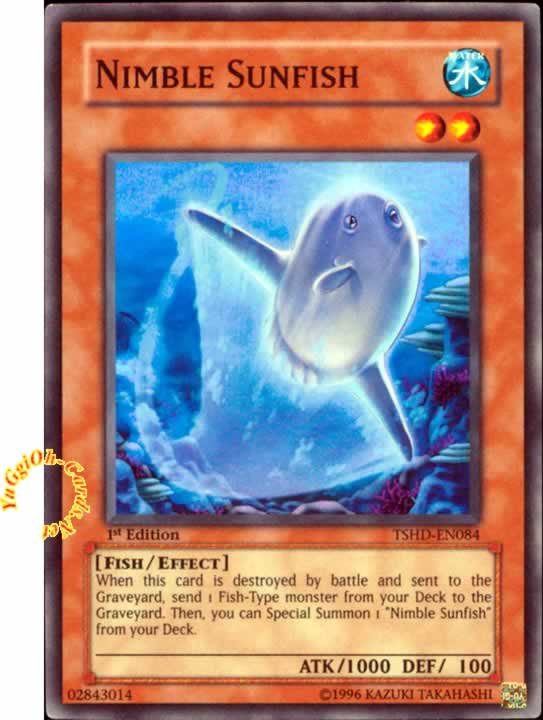 NIMBLE SUNFISH
WATER
水
1st Edition
TSHD-EN084
[FISH/EFFECT]
When this card is destroyed by battle and sent to the
Graveyard, send 1 Fish-Type monster from your Deck to the
Graveyard. Then, you can Special Summon 1 "Nimble Sunfish"
from your Deck.
ATK/1000 DEF/ 100
02843014
©1996 KAZUKI TAKAHASHI
YuGgiOh-Cards.Net